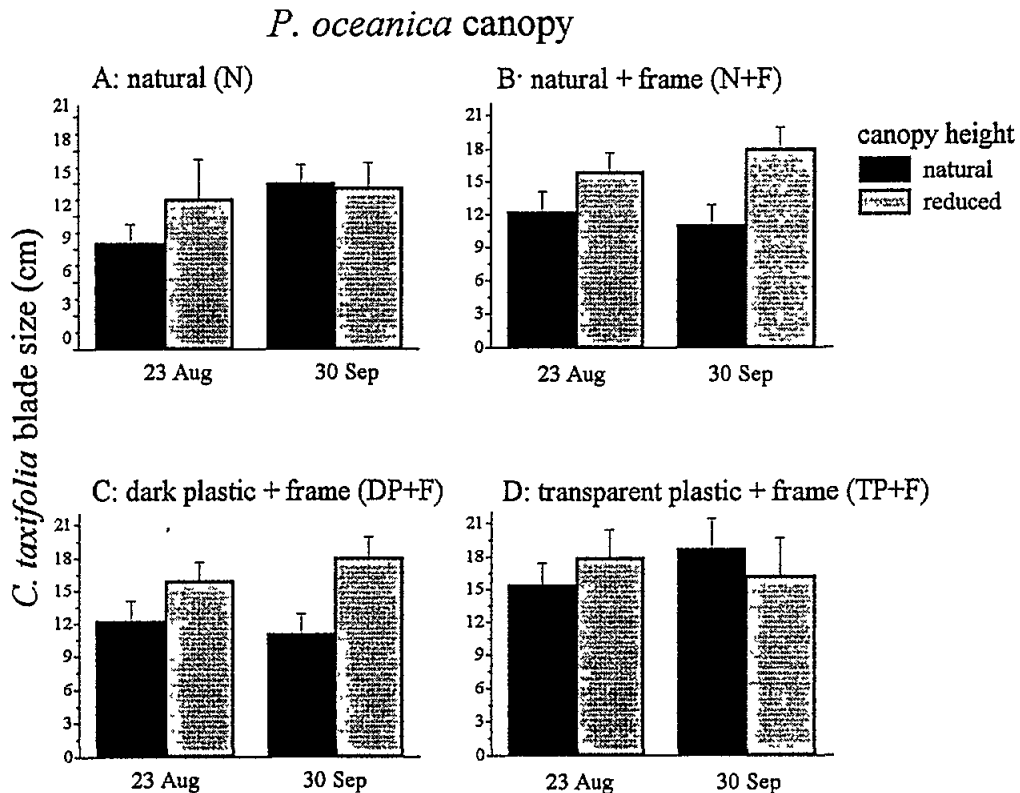 P. oceanica canopy
A: natural (N)
21
18
15
12
9
6
3
0
23 Aug
30 Sep
B· natural + frame (N+F)
21
18
15
12
9
6
3
0
23 Aug
30 Sep
canopy height
natural
reduced
C. taxifolia blade size (cm)
C: dark plastic + frame (DP+F)
21
18
15
12
9
6
3
0
23 Aug
30 Sep
D: transparent plastic + frame (TP+F)
21
18
15
12
9
6
3
0
23 Aug
30 Sep